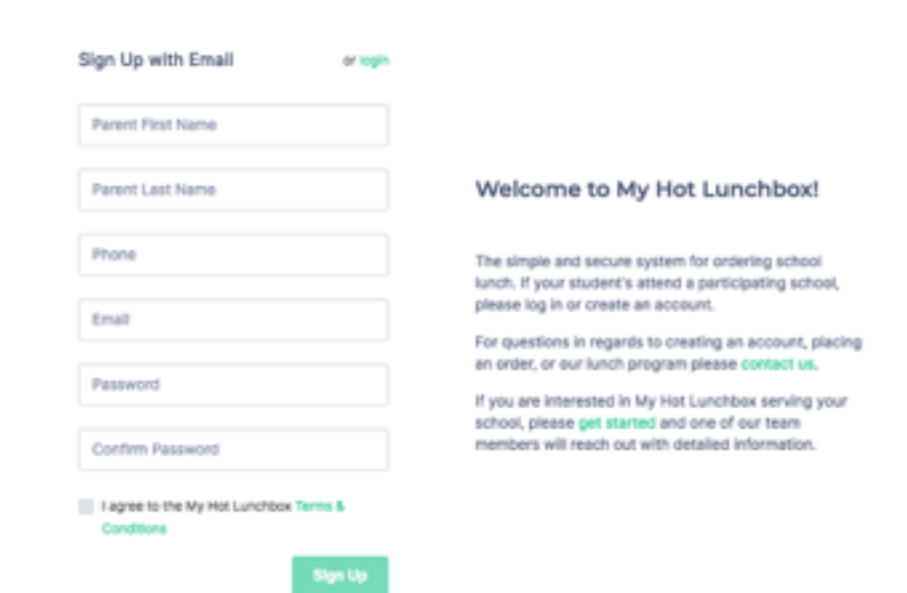 Sign Up with Email
or login
Parent First Name
Parent Last Name
Phone
Email
Password
Confirm Password
I agree to the My Hot Lunchbox Terms &
Conditions
Sign Up
Welcome to My Hot Lunchbox!
The simple and secure system for ordering school
lunch. If your student's attend a participating school,
please log in or create an account.
For questions in regards to creating an account, placing
an order, or our lunch program please contact us.
If you are interested in My Hot Lunchbox serving your
school, please get started and one of our team
members will reach out with detailed information.